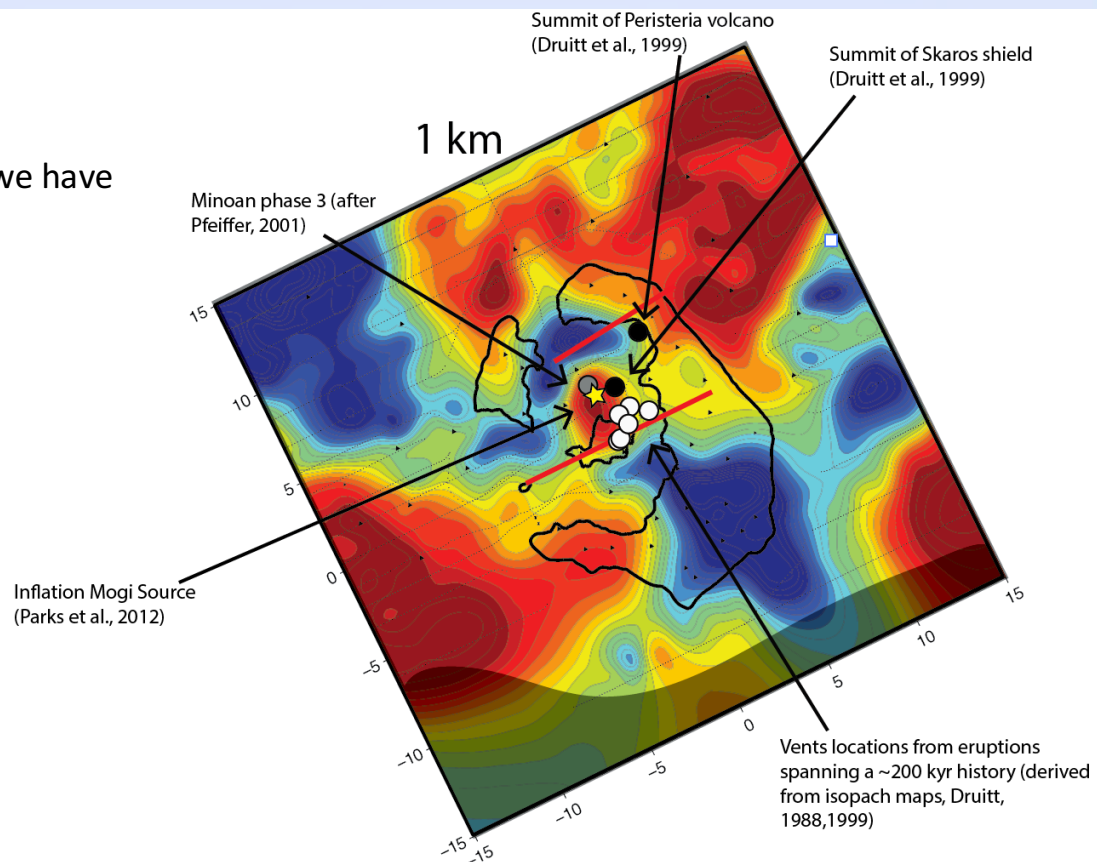 Summit of Peristeria volcano
(Druitt et al., 1999)
Summit of Skaros shield
(Druitt et al., 1999)
1 km
we have
Minoan phase 3 (after
Pfeiffer, 2001)
15
10
5
0
−5
−10
−15
−15
−10
−5
0
5
10
15
Inflation Mogi Source
(Parks et al., 2012)
Vents locations from eruptions
spanning a ~200 kyr history (derived
from isopach maps, Druitt,
1988,1999)